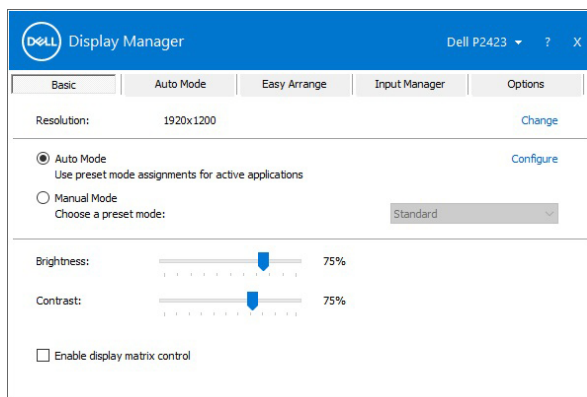 DELL Display Manager Dell P2423 ? X
Basic Auto Mode Easy Arrange Input Manager Options
Resolution: 1920x1200 Change
Auto Mode Configure
Use preset mode assignments for active applications
Manual Mode
Choose a preset mode: Standard
Brightness: 75%
Contrast: 75%
Enable display matrix control